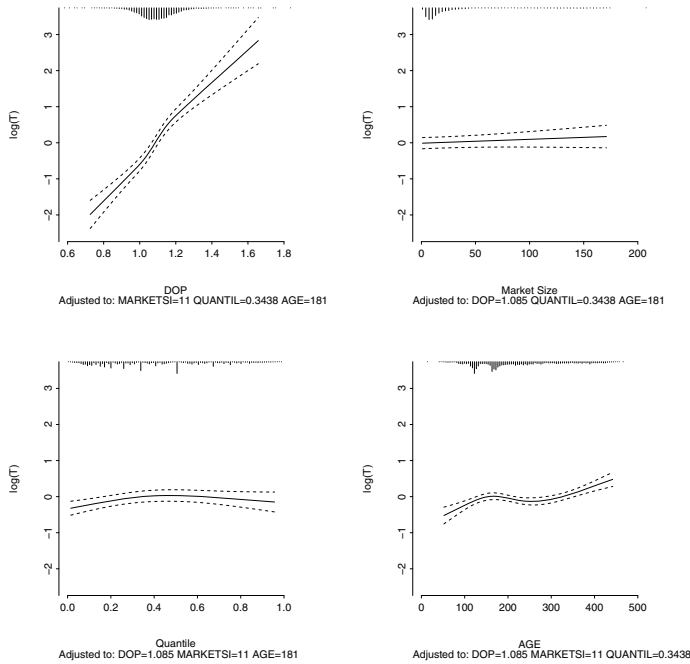 log(T)
3
2
1
0
−1
−2
0.6 0.8 1.0 1.2 1.4 1.6 1.8
DOP
Adjusted to: MARKETSI=11 QUANTIL=0.3438 AGE=181
log(T)
3
2
1
0
−1
−2
0 50 100 150 200
Market Size
Adjusted to: DOP=1.085 QUANTIL=0.3438 AGE=181
log(T)
3
2
1
0
−1
−2
0.0 0.2 0.4 0.6 0.8 1.0
Quantile
Adjusted to: DOP=1.085 MARKETSI=11 AGE=181
log(T)
3
2
1
0
−1
−2
0 100 200 300 400 500
AGE
Adjusted to: DOP=1.085 MARKETSI=11 QUANTIL=0.3438